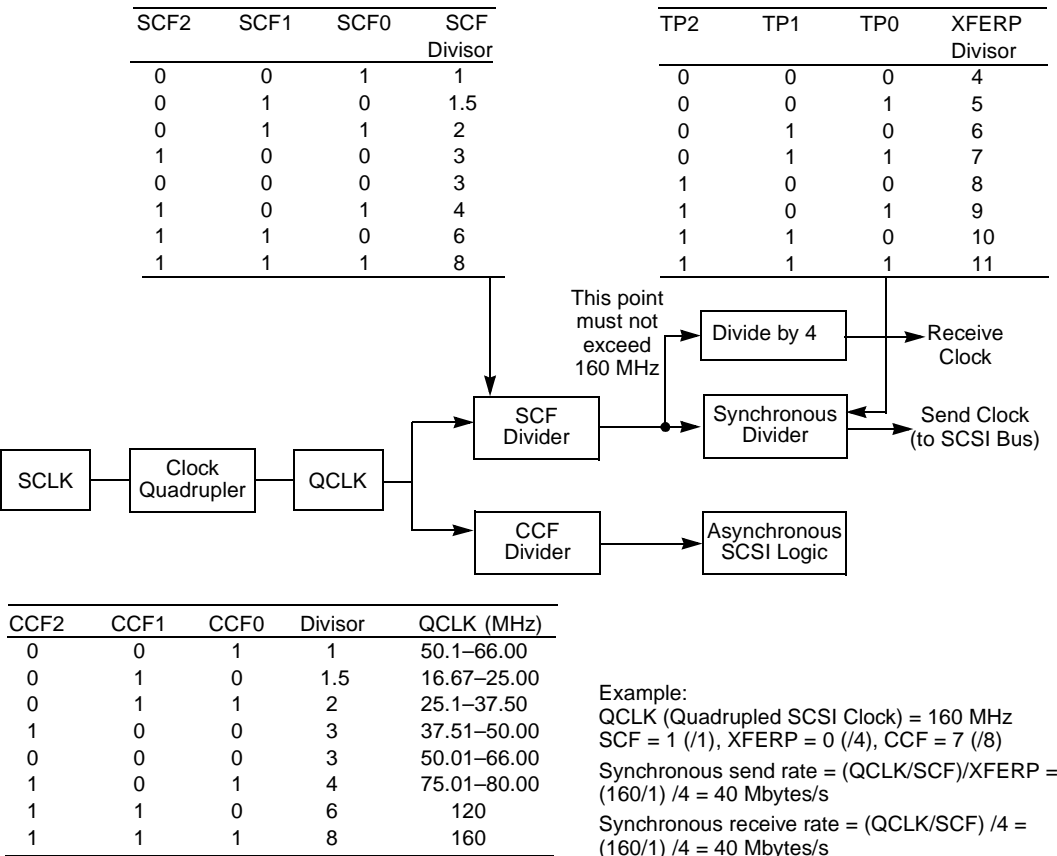 SCF2 SCF1 SCF0 SCF Divisor
0 0 1 1
0 1 0 1.5
0 1 1 2
1 0 0 3
0 0 0 3
1 0 1 4
1 1 0 6
1 1 1 8
TP2 TP1 TP0 XFERP Divisor
0 0 0 4
0 0 1 5
0 1 0 6
0 1 1 7
1 0 0 8
1 0 1 9
1 1 0 10
1 1 1 11
This point
must not
exceed
160 MHz
Divide by 4
Receive
Clock
SCF
Divider
Synchronous
Divider
Send Clock
(to SCSI Bus)
SCLK
Clock
Quadrupler
QCLK
CCF
Divider
Asynchronous
SCSI Logic
CCF2 CCF1 CCF0 Divisor QCLK (MHz)
0 0 1 1 50.1–66.00
0 1 0 1.5 16.67–25.00
0 1 1 2 25.1–37.50
1 0 0 3 37.51–50.00
0 0 0 3 50.01–66.00
1 0 1 4 75.01–80.00
1 1 0 6 120
1 1 1 8 160
Example:
QCLK (Quadrupled SCSI Clock) = 160 MHz
SCF = 1 (/1), XFERP = 0 (/4), CCF = 7 (/8)
Synchronous send rate = (QCLK/SCF)/XFERP =
(160/1) /4 = 40 Mbytes/s
Synchronous receive rate = (QCLK/SCF) /4 =
(160/1) /4 = 40 Mbytes/s